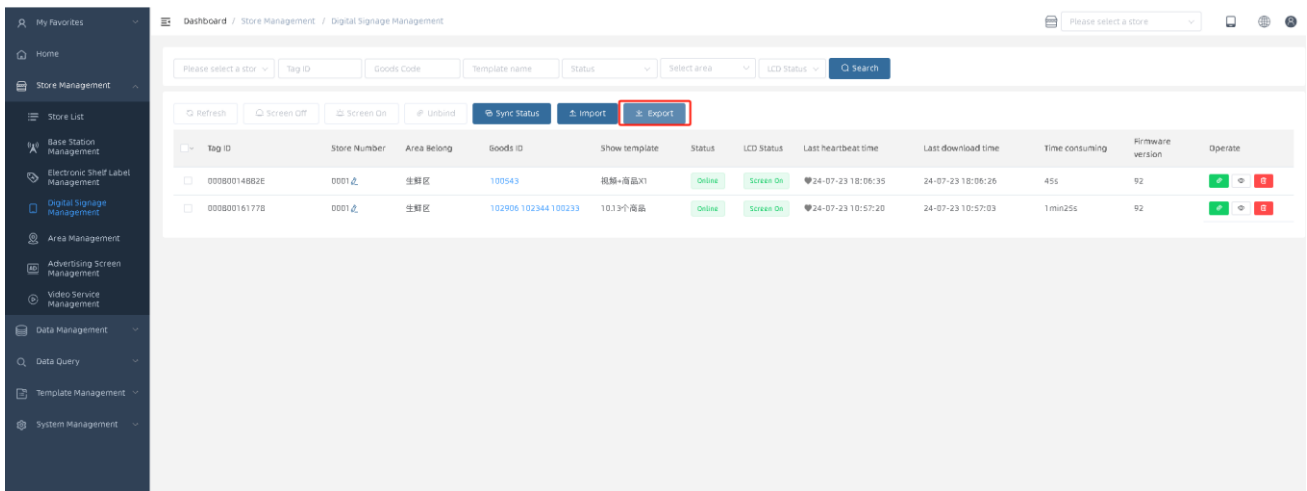 My Favorites
Dashboard / Store Management / Digital Signage Management
Please select a store
Home
Store Management
Please select a stor
Tag ID
Goods Code
Template name
Status
Select area
LCD Status
Search
Refresh
Screen Off
Screen On
Unbind
Sync Status
Import
Export
Store List
Base Station
Management
Electronic Shelf Label
Management
Digital Signage
Management
Area Management
Advertising Screen
Management
Video Service
Management
Data Management
Data Query
Template Management
System Management
Tag ID Store Number Area Belong Goods ID Show template Status LCD Status Last heartbeat time Last download time Time consuming Firmware version Operate
000B00148B2E 0001 生鲜区 100543 视频+商品X1 Online Screen On 24-07-23 18:06:35 24-07-23 18:06:26 45s 92
000B00161778 0001 生鲜区 102906 102344 100233 10.13个商品 Online Screen On 24-07-23 10:57:20 24-07-23 10:57:03 1min25s 92